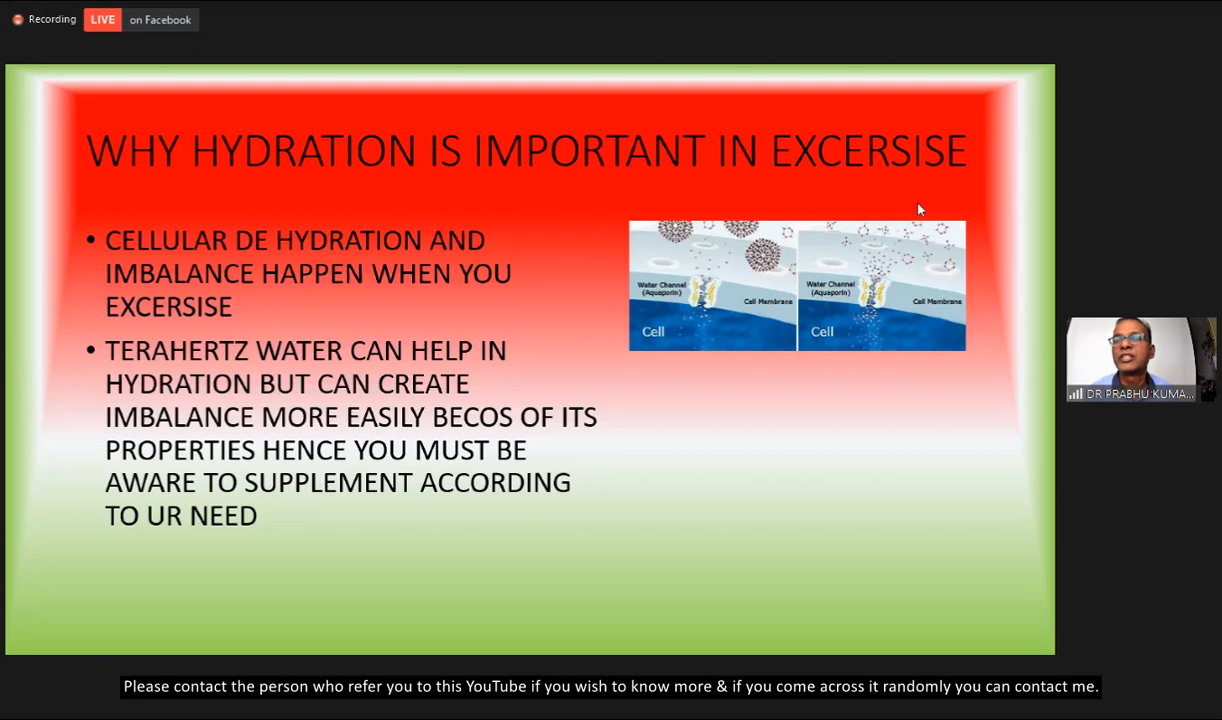 Recording LIVE on Facebook
WHY HYDRATION IS IMPORTANT IN EXCERSISE
• CELLULAR DE HYDRATION AND
IMBALANCE HAPPEN WHEN YOU
EXCERSISE
• TERAHERTZ WATER CAN HELP IN
HYDRATION BUT CAN CREATE
IMBALANCE MORE EASILY BECOS OF ITS
PROPERTIES HENCE YOU MUST BE
AWARE TO SUPPLEMENT ACCORDING
TO UR NEED
Water Channel
(Aquaporin)
Cell Membrane
Cell
Water Channel
(Aquaporin)
Cell Membrane
Cell
DR PRABHU KUMA...
Please contact the person who refer you to this YouTube if you wish to know more & if you come across it randomly you can contact me.